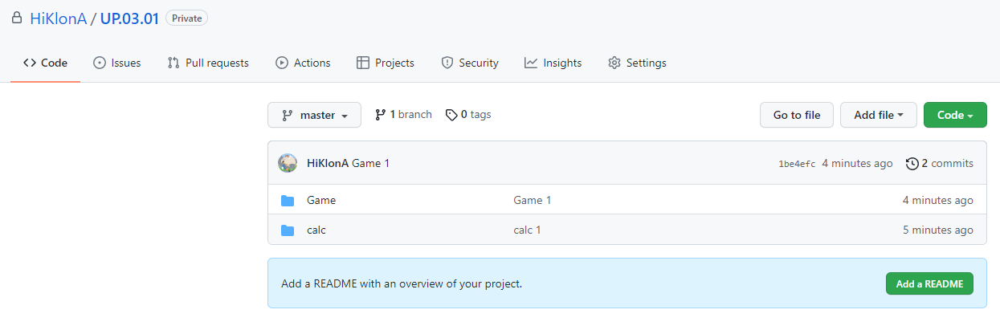 HiKlonA / UP.03.01 Private
Code Issues Pull requests Actions Projects Security Insights Settings
master 1 branch 0 tags Go to file Add file Code
HiKlonA Game 1 1be4efc 4 minutes ago 2 commits
Game Game 1 4 minutes ago
calc calc 1 5 minutes ago
Add a README with an overview of your project. Add a README